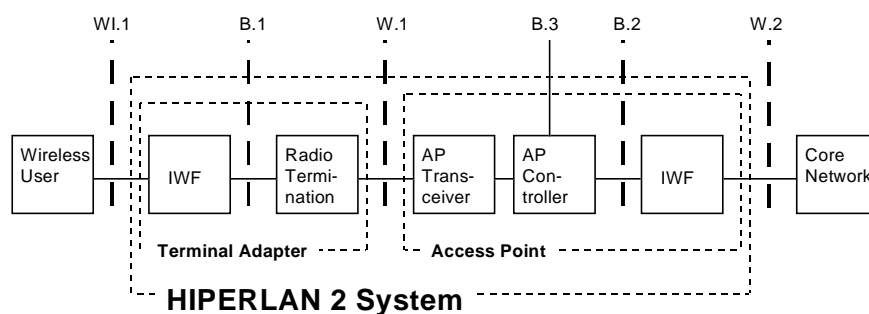 WI.1 B.1 W.1 B.3 B.2 W.2
Wireless
User
IWF
Radio
Termi-
nation
AP
Trans-
ceiver
AP
Con-
troller
IWF
Core
Network
Terminal Adapter
Access Point
HIPERLAN 2 System